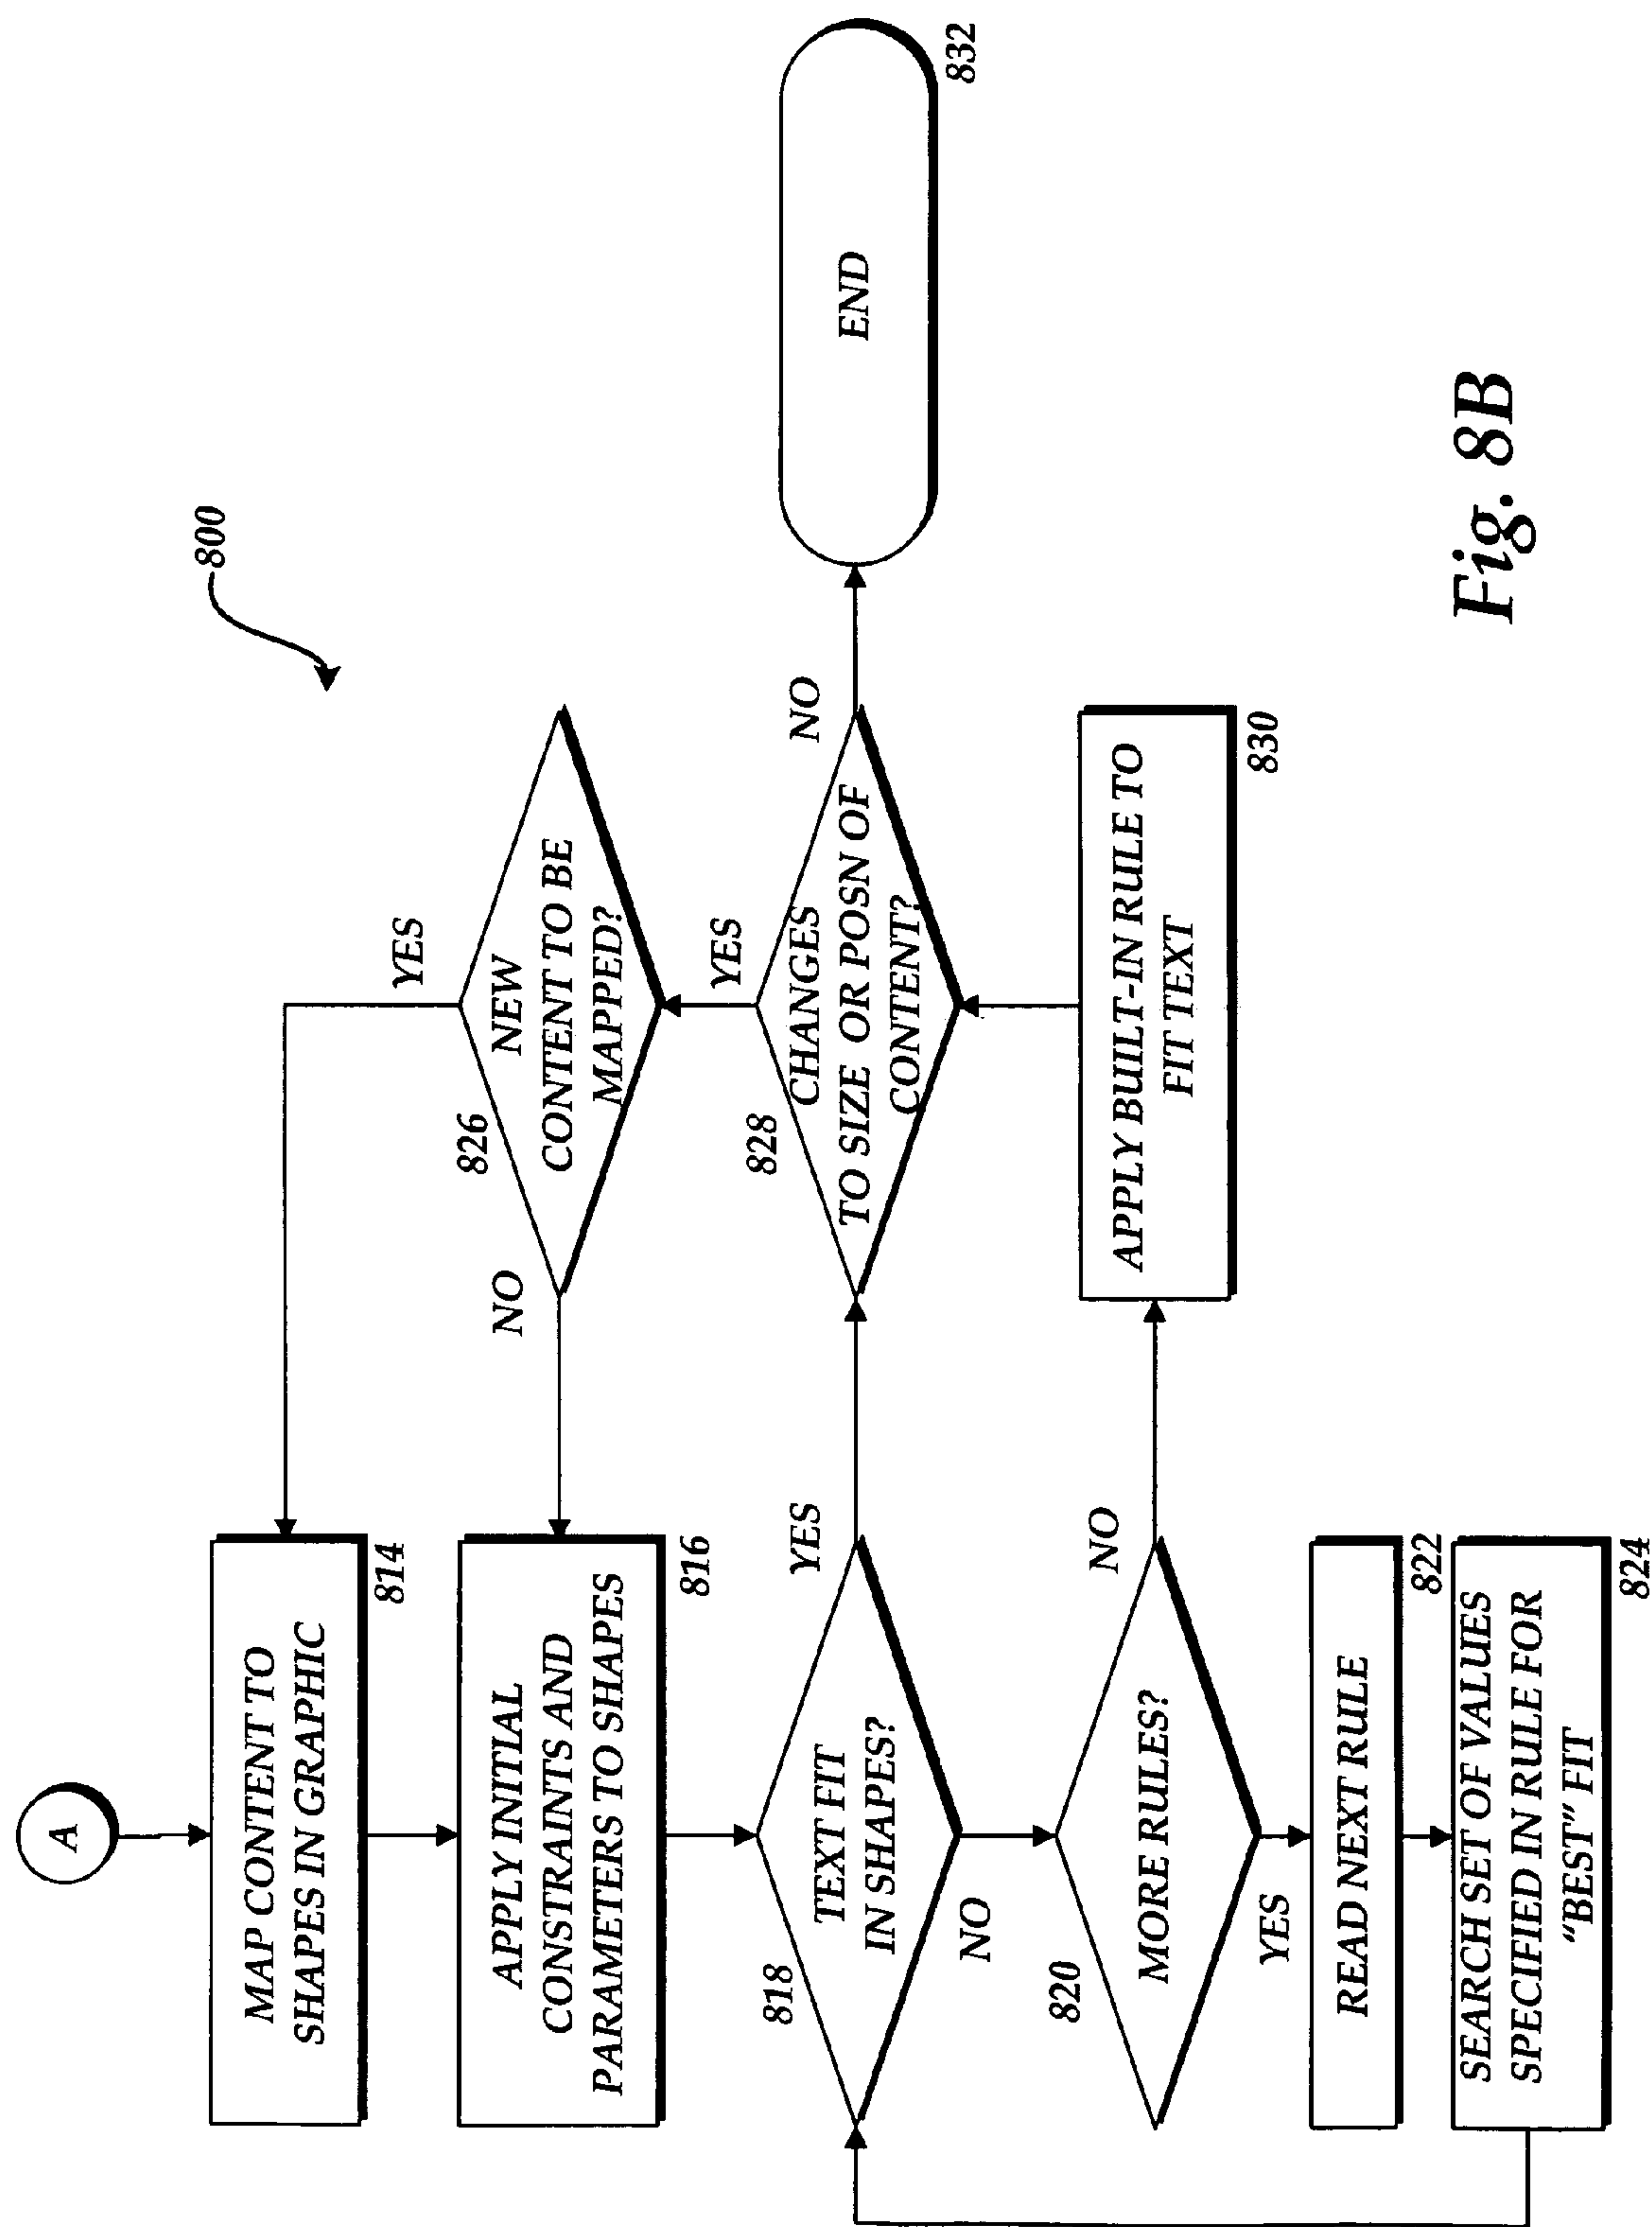 800
A
MAP CONTENT TO
SHAPES IN GRAPHIC
814
APPLY INITIAL
CONSTRAINTS AND
PARAMETERS TO SHAPES
816
818
TEXT FIT
IN SHAPES?
YES
NO
820
MORE RULES?
NO
YES
READ NEXT RULE
822
SEARCH SET OF VALUES
SPECIFIED IN RULE FOR
"BEST" FIT
824
YES
826
NEW
CONTENT TO BE
MAPPED?
NO
YES
828
CHANGES
TO SIZE OR POSN OF
CONTENT?
NO
APPLY BUILT-IN RULE TO
FIT TEXT
830
END
832
Fig. 8B